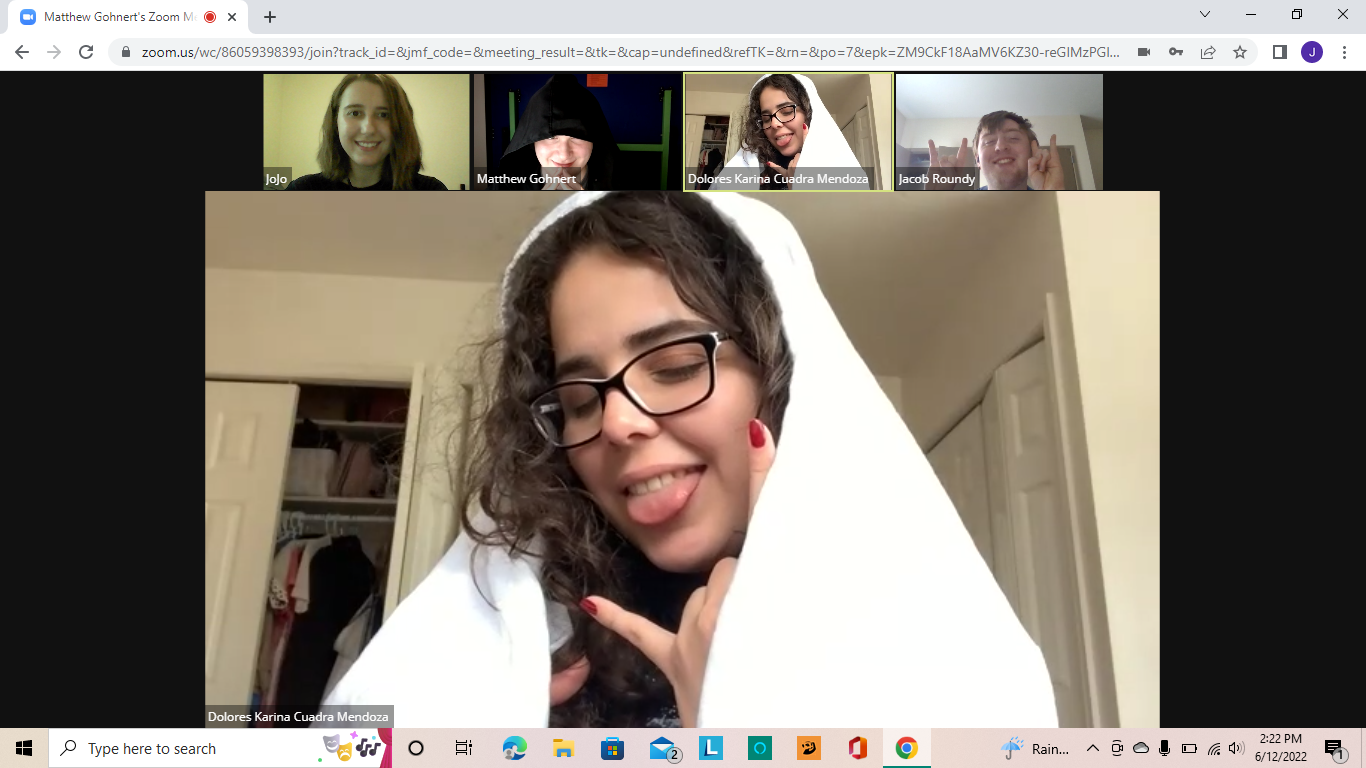 Matthew Gohnert's Zoom M
zoom.us/wc/86059398393/join?track_id=&jmf_code=&meeting_result=&tk=&cap=undefined&refTK=&rn=&po=7&epk=ZM9CkF18AaMV6KZ30-reGIMzPGI...
J
JoJo
Matthew Gohnert
Dolores Karina Cuadra Mendoza
Jacob Roundy
Dolores Karina Cuadra Mendoza
Type here to search
2
L
Rain...
2:22 PM
6/12/2022
1